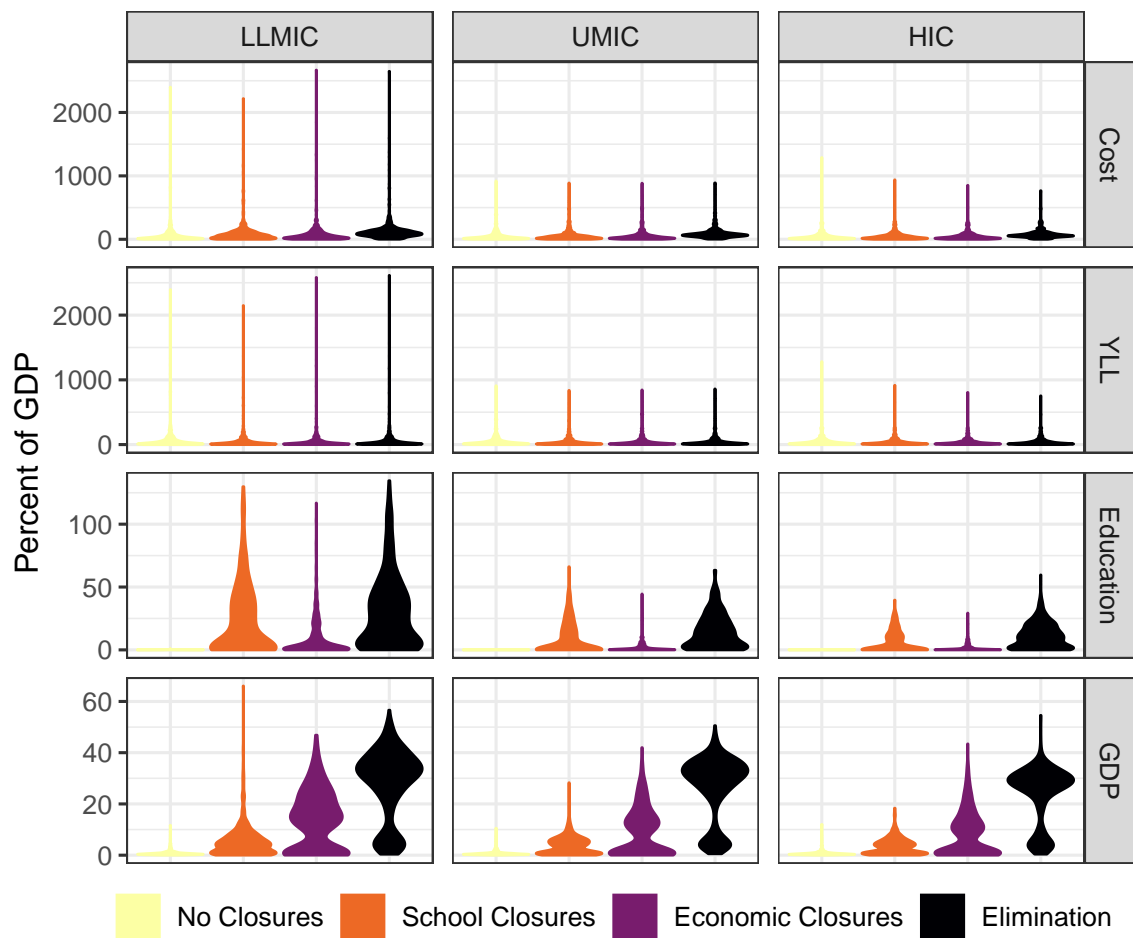 LLMIC UMIC HIC
2000
1000
0
Cost
2000
1000
0
YLL
Percent of GDP
100
50
0
Education
60
40
20
0
GDP
No Closures School Closures Economic Closures Elimination